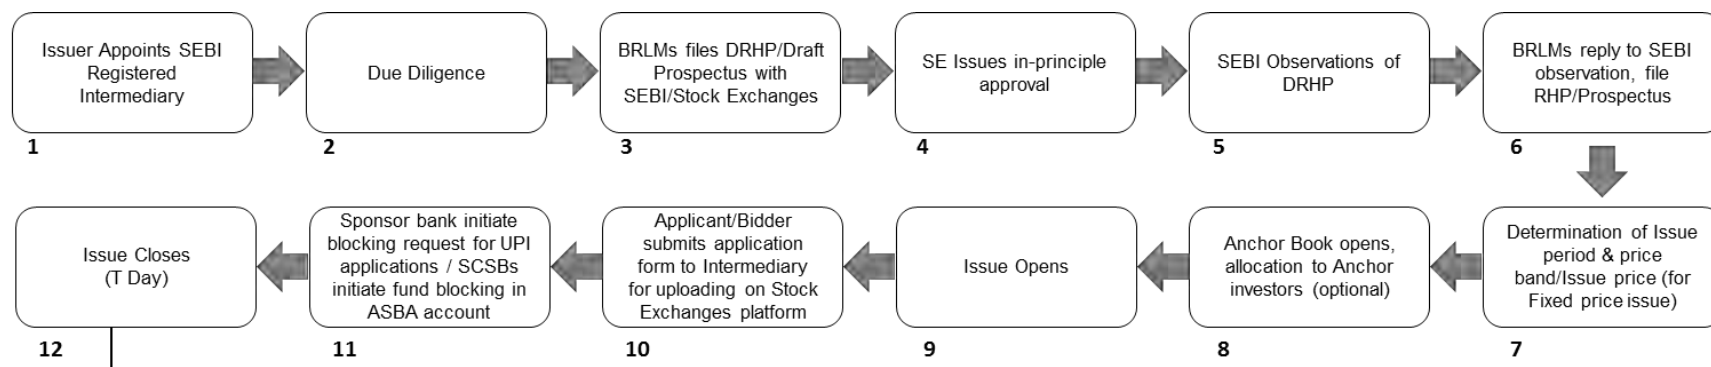 Issuer Appoints SEBI
Registered
Intermediary
1
Due Diligence
2
BRLMs files DRHP/Draft
Prospectus with
SEBI/Stock Exchanges
3
SE Issues in-principle
approval
4
SEBI Observations of
DRHP
5
BRLMs reply to SEBI
observation, file
RHP/Prospectus
6
Determination of Issue
period & price
band/Issue price (for
Fixed price issue)
7
Anchor Book opens,
allocation to Anchor
investors (optional)
8
Issue Opens
9
Applicant/Bidder
submits application
form to Intermediary
for uploading on Stock
Exchanges platform
10
Sponsor bank initiate
blocking request for UPI
applications / SCSBs
initiate fund blocking in
ASBA account
11
Issue Closes
(T Day)
12